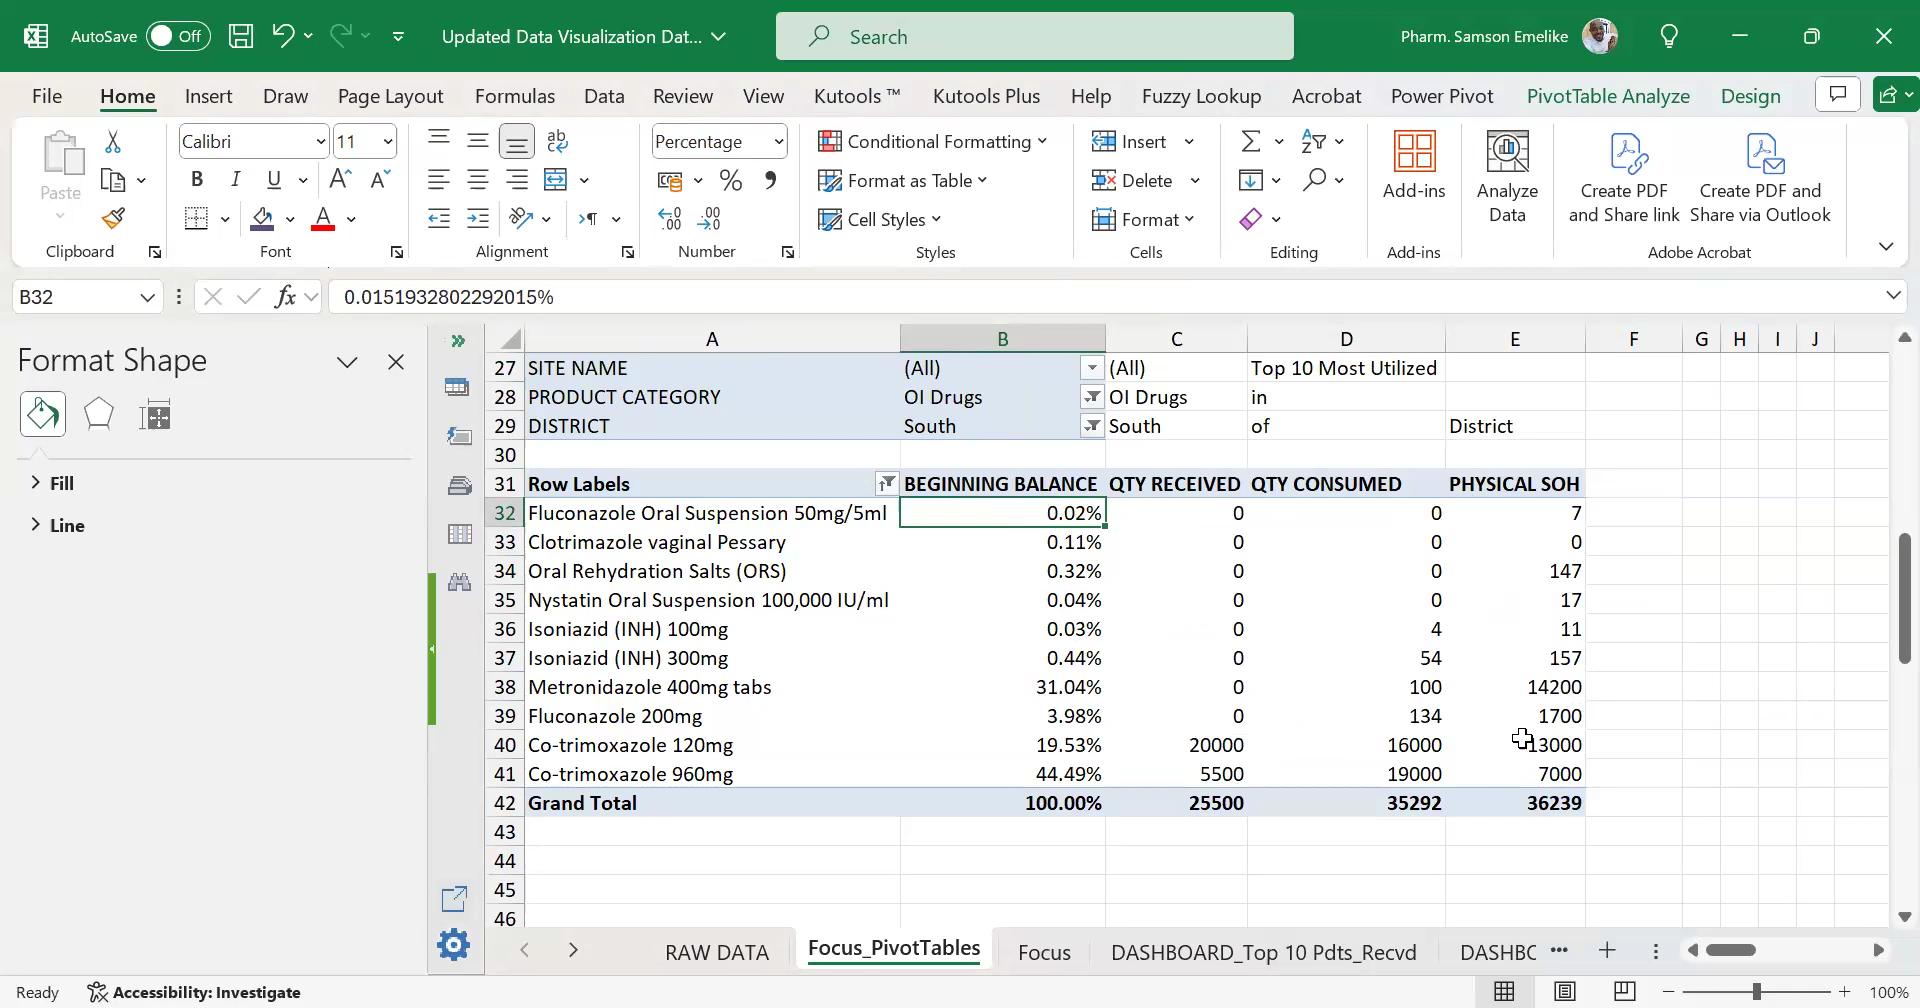 AutoSave Off Updated Data Visualization Dat... Search Pharm. Samson Emelike
File Home Insert Draw Page Layout Formulas Data Review View Kutools ™ Kutools Plus Help Fuzzy Lookup Acrobat Power Pivot PivotTable Analyze Design
Paste
Clipboard
Calibri 11
B I U
Font
Alignment
Percentage
Number
Conditional Formatting
Format as Table
Cell Styles
Styles
Insert
Delete
Format
Cells
Editing
Add-ins
Add-ins
Analyze
Data
Create PDF
and Share link
Create PDF and
Share via Outlook
Adobe Acrobat
B32 fx 0.0151932802292015%
Format Shape
Fill
Line
A B C D E F G H I J
27 SITE NAME (All) (All) Top 10 Most Utilized
28 PRODUCT CATEGORY OI Drugs OI Drugs in
29 DISTRICT South South of District
30
31 Row Labels BEGINNING BALANCE QTY RECEIVED QTY CONSUMED PHYSICAL SOH
32 Fluconazole Oral Suspension 50mg/5ml 0.02% 0 0 7
33 Clotrimazole vaginal Pessary 0.11% 0 0 0
34 Oral Rehydration Salts (ORS) 0.32% 0 0 147
35 Nystatin Oral Suspension 100,000 IU/ml 0.04% 0 0 17
36 Isoniazid (INH) 100mg 0.03% 0 4 11
37 Isoniazid (INH) 300mg 0.44% 0 54 157
38 Metronidazole 400mg tabs 31.04% 0 100 14200
39 Fluconazole 200mg 3.98% 0 134 1700
40 Co-trimoxazole 120mg 19.53% 20000 16000 13000
41 Co-trimoxazole 960mg 44.49% 5500 19000 7000
42 Grand Total 100.00% 25500 35292 36239
43
44
45
46
RAW DATA Focus_PivotTables Focus DASHBOARD_Top 10 Pdts_Recvd DASHBC ...
Ready Accessibility: Investigate 100%